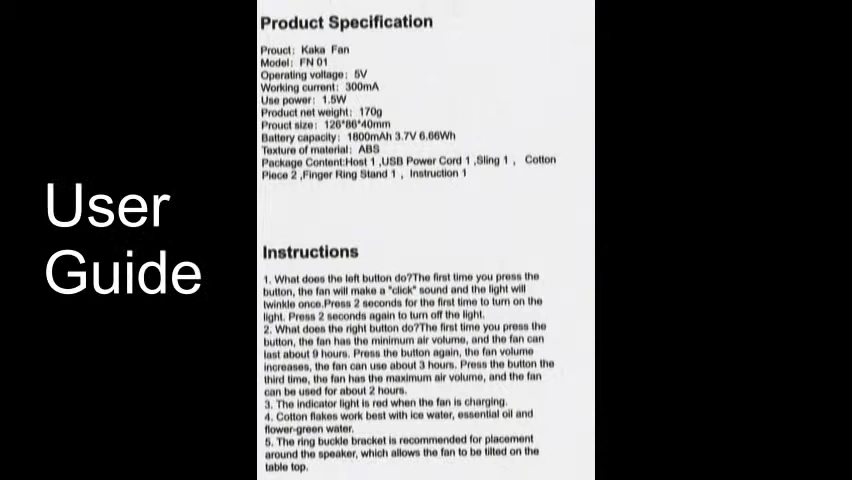 User
Guide
Product Specification
Prouct: Kaka Fan
Model: FN 01
Operating voltage: 5V
Working current: 300mA
Use power: 1.5W
Product net weight: 170g
Prouct size: 126*86*40mm
Battery capacity: 1800mAh 3.7V 6.66Wh
Texture of material: ABS
Package Content:Host 1 ,USB Power Cord 1 ,Sling 1 , Cotton
Piece 2 ,Finger Ring Stand 1 , Instruction 1
Instructions
1. What does the left button do?The first time you press the
button, the fan will make a "click" sound and the light will
twinkle once.Press 2 seconds for the first time to turn on the
light. Press 2 seconds again to turn off the light.
2. What does the right button do?The first time you press the
button, the fan has the minimum air volume, and the fan can
last about 9 hours. Press the button again, the fan volume
increases, the fan can use about 3 hours. Press the button the
third time, the fan has the maximum air volume, and the fan
can be used for about 2 hours.
3. The indicator light is red when the fan is charging.
4. Cotton flakes work best with ice water, essential oil and
flower-green water.
5. The ring buckle bracket is recommended for placement
around the speaker, which allows the fan to be tilted on the
table top.